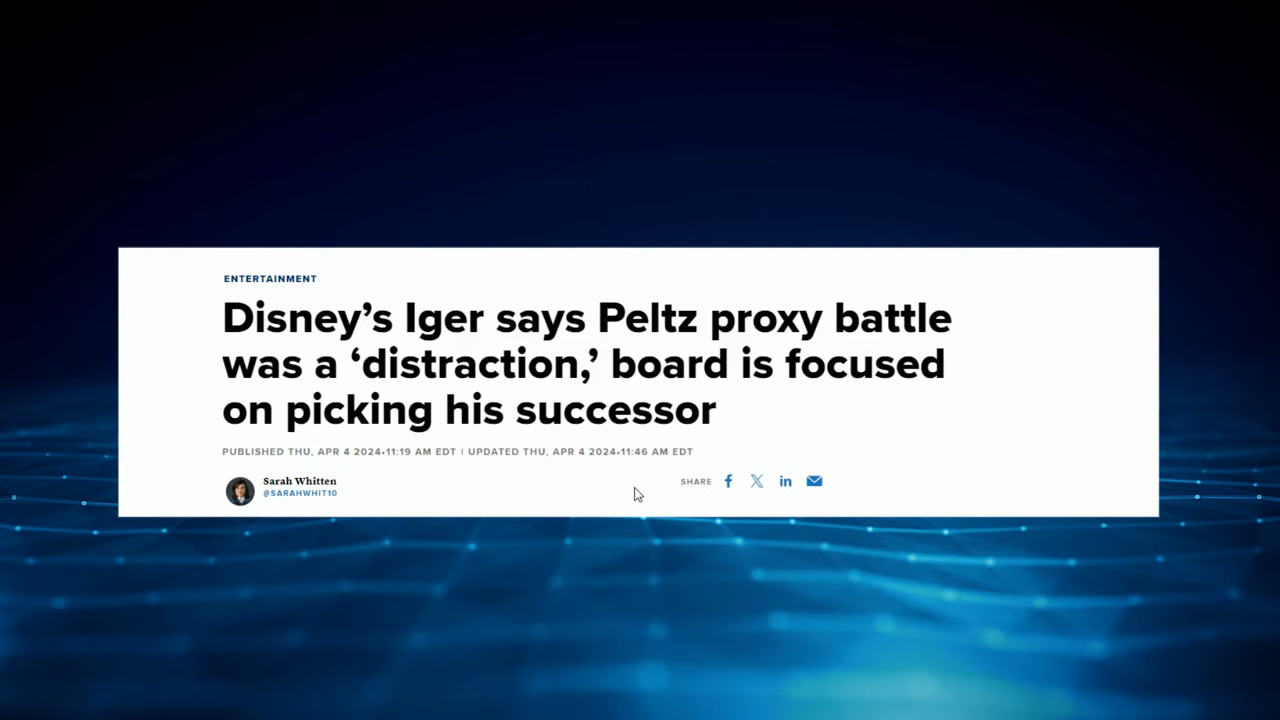 ENTERTAINMENT
Disney’s Iger says Peltz proxy battle
was a ‘distraction,’ board is focused
on picking his successor
PUBLISHED THU, APR 4 2024•11:19 AM EDT | UPDATED THU, APR 4 2024•11:46 AM EDT
Sarah Whitten
@SARAHWHIT10
SHARE